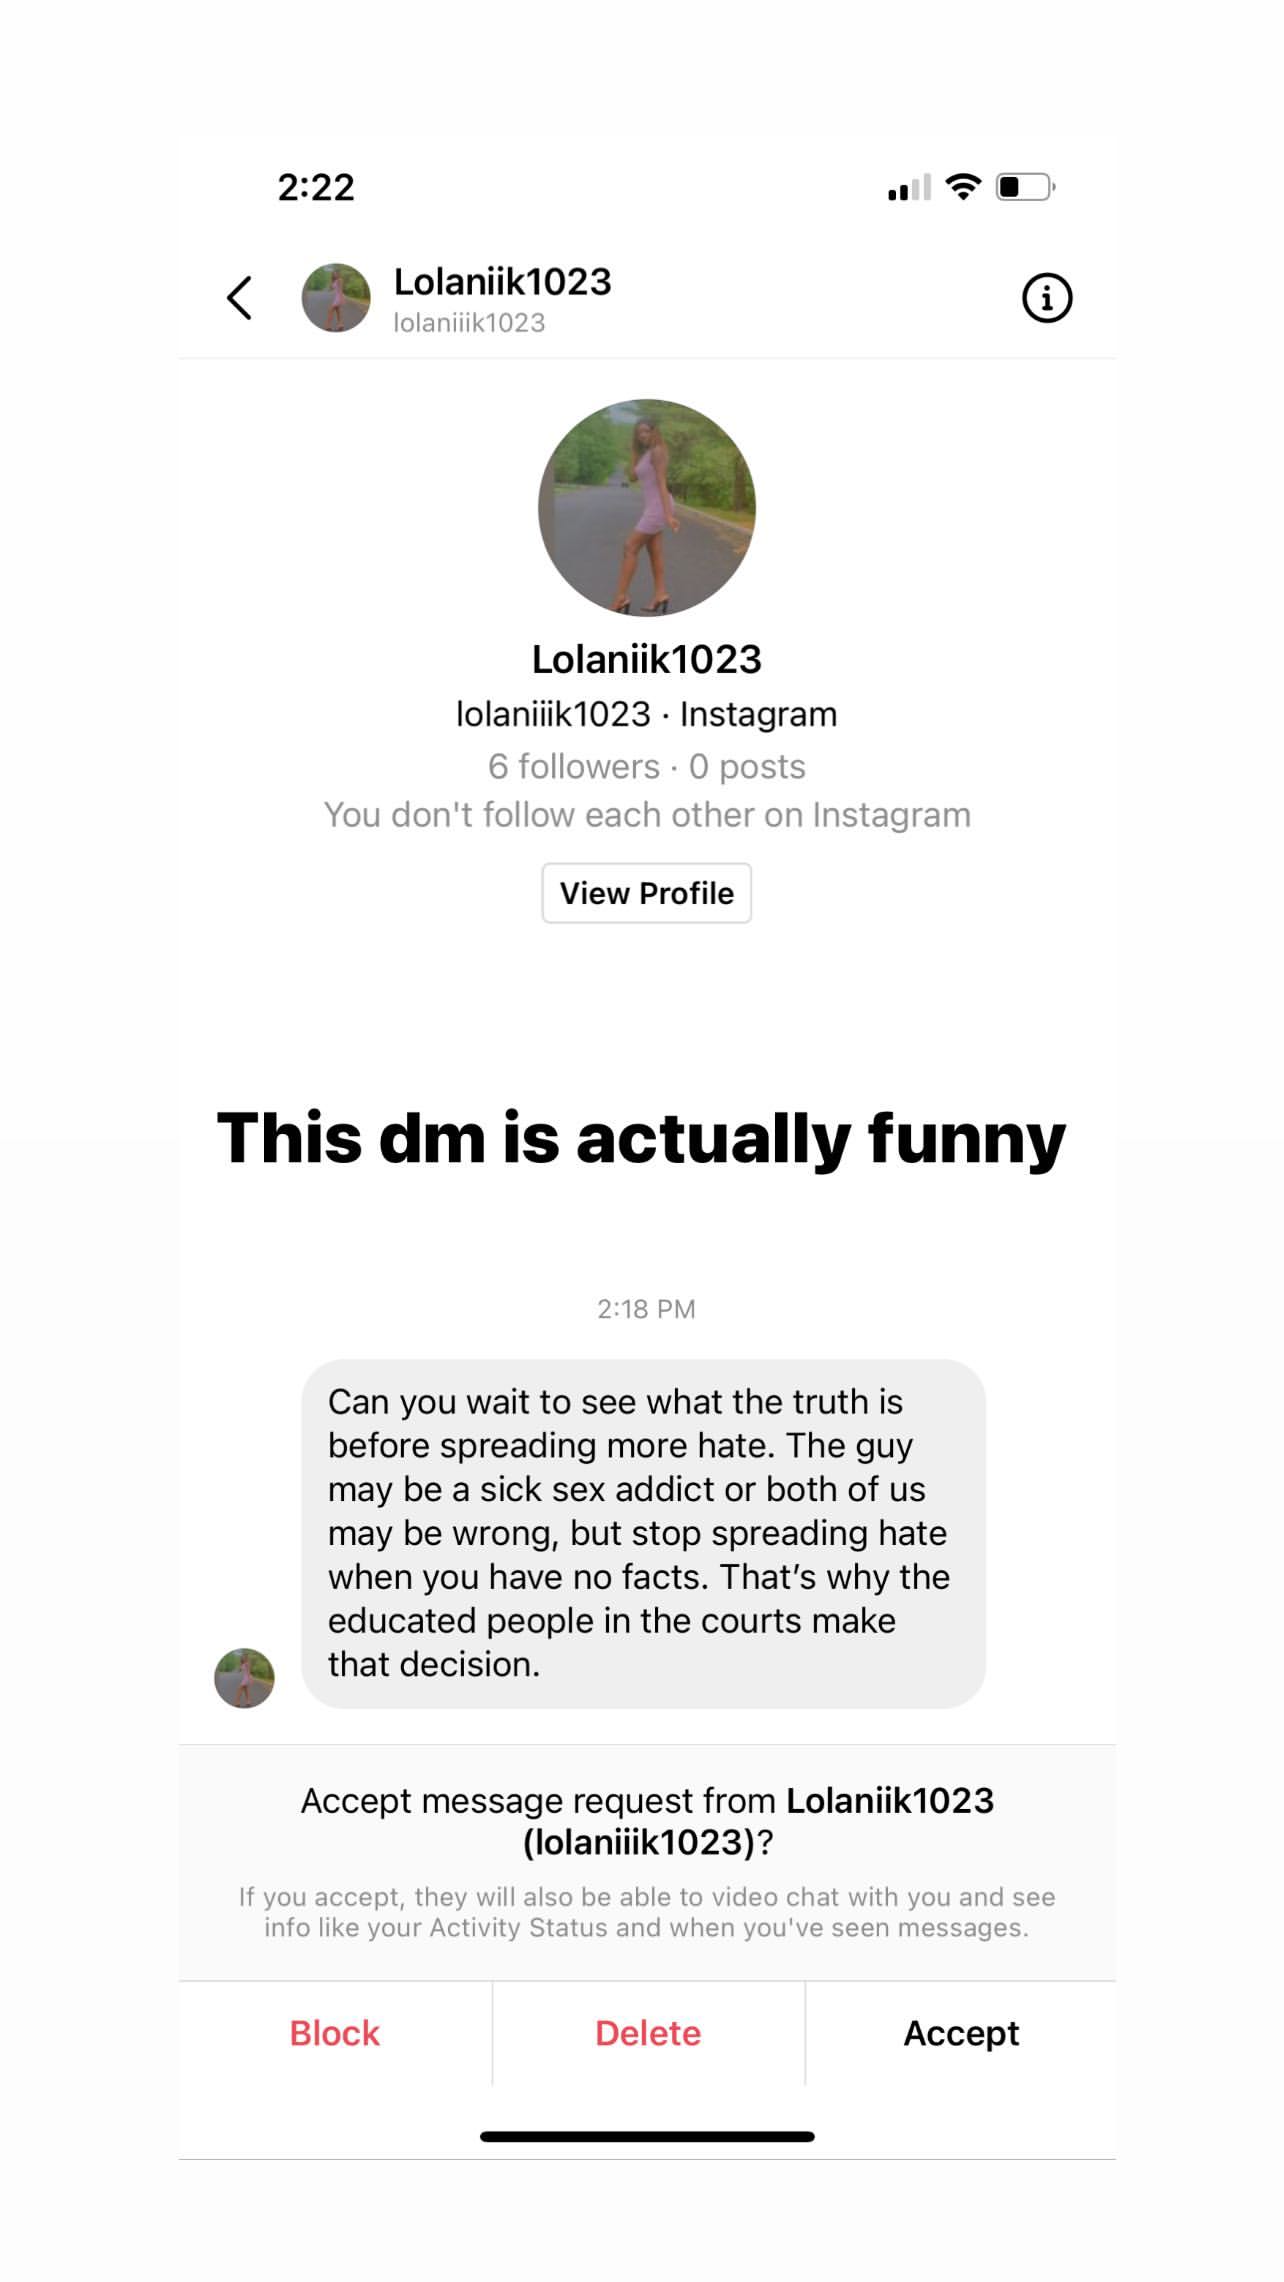 2:22
Lolaniik1023
lolaniiik1023
Lolaniik1023
lolaniiik1023 · Instagram
6 followers · 0 posts
You don't follow each other on Instagram
View Profile
This dm is actually funny
2:18 PM
Can you wait to see what the truth is
before spreading more hate. The guy
may be a sick sex addict or both of us
may be wrong, but stop spreading hate
when you have no facts. That’s why the
educated people in the courts make
that decision.
Accept message request from Lolaniik1023
(lolaniiik1023)?
If you accept, they will also be able to video chat with you and see
info like your Activity Status and when you've seen messages.
Block
Delete
Accept